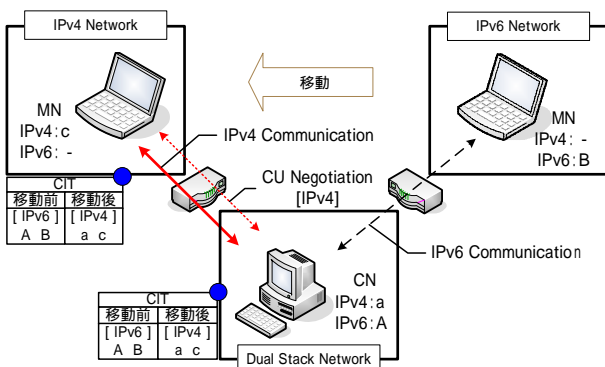 IPv4 Network
IPv6 Network
移動
MN
IPv4:c
IPv6: -
MN
IPv4: -
IPv6:B
IPv4 Communication
CU Negotiation
[IPv4]
CIT
移動前 移動後
[ IPv6 ] [ IPv4 ]
A B a c
IPv6 Communication
CN
IPv4:a
IPv6:A
CIT
移動前 移動後
[ IPv6 ] [ IPv4 ]
A B a c
Dual Stack Network